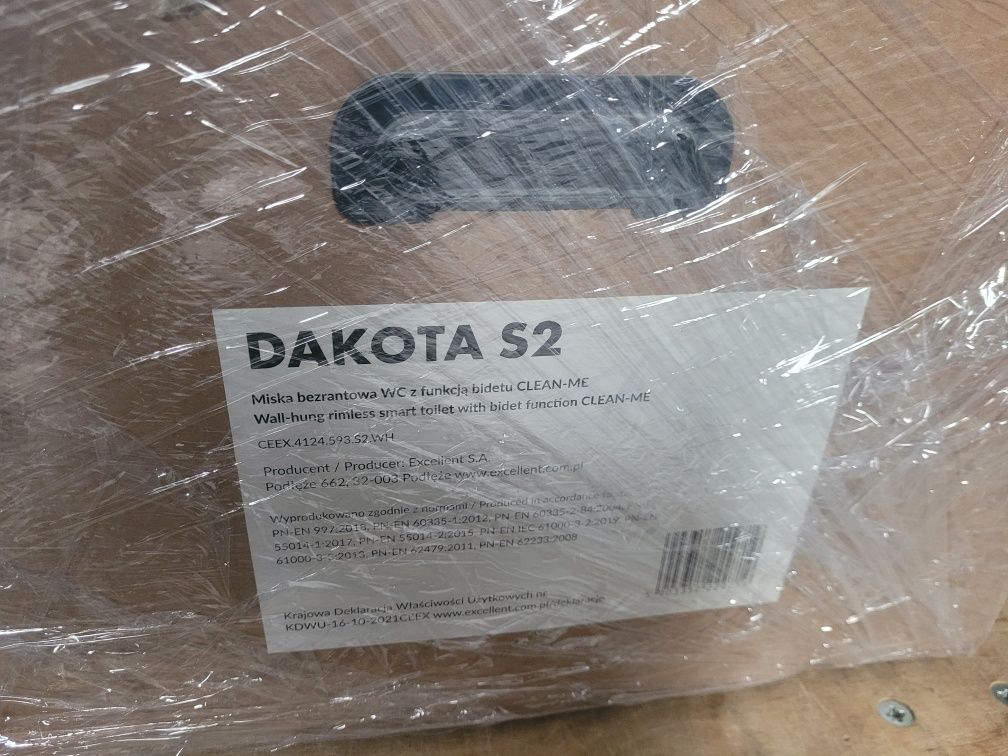 DAKOTA S2
Miska bezrantowa WC z funkcją bidetu CLEAN-ME
Wall-hung rimless smart toilet with bidet function CLEAN-ME
CEEX.4124.593.S2.WH
Producent / Producer: Excellent S.A.
Podłęże 662, 32-003 Podłęże www.excellent.com.pl
Wyprodukowano zgodnie z normami / Produced in accordance to
PN-EN 997:2018, PN-EN 60335-1:2012, PN-EN 60335-2-84:2004,
55014-1:2017, PN-EN 55014-2:2015, PN-EN IEC 61000-3-2:2019, PN-EN
61000-3-3:2013, PN-EN 62479:2011, PN-EN 62233:2008
Krajowa Deklaracja Właściwości Użytkowych nr
KDWU-16-10-2021CEEX www.excellent.com.pl/deklaracje